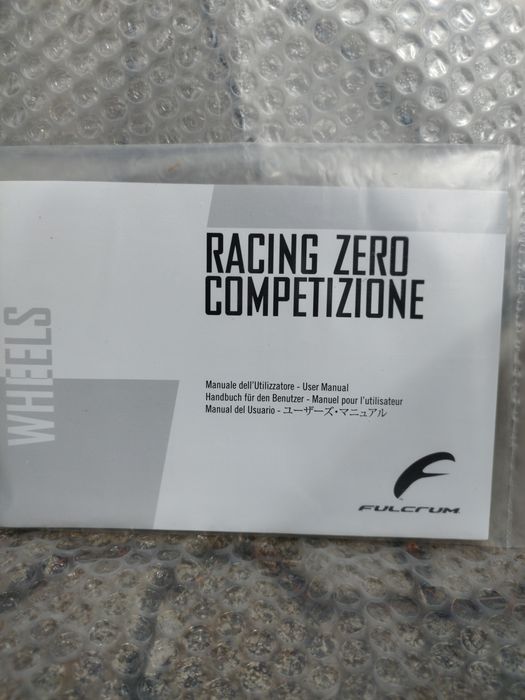 RACING ZERO
COMPETIZIONE
WHEELS
Manuale dell'Utilizzatore - User Manual
Handbuch für den Benutzer - Manuel pour l'utilisateur
Manual del Usuario - ユーザーズ・マニュアル
FULCRUM